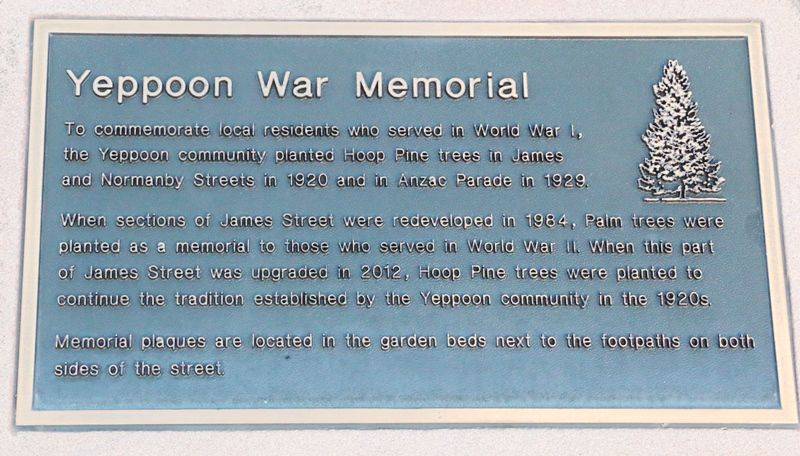 Yeppoon War Memorial
To commemorate local residents who served in World War I,
the Yeppoon community planted Hoop Pine trees in James
and Normanby Streets in 1920 and in Anzac Parade in 1929.
When sections of James Street were redeveloped in 1984, Palm trees were
planted as a memorial to those who served in World War II. When this part
of James Street was upgraded in 2012, Hoop Pine trees were planted to
continue the tradition established by the Yeppoon community in the 1920s.
Memorial plaques are located in the garden beds next to the footpaths on both
sides of the street.